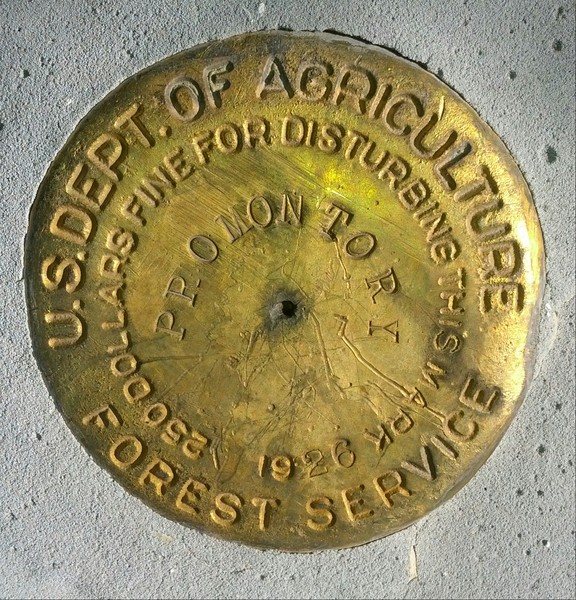 U.S. DEPT. OF AGRICULTURE
250 DOLLARS FINE FOR DISTURBING THIS MARK
PROMONTORY
1926
FOREST SERVICE